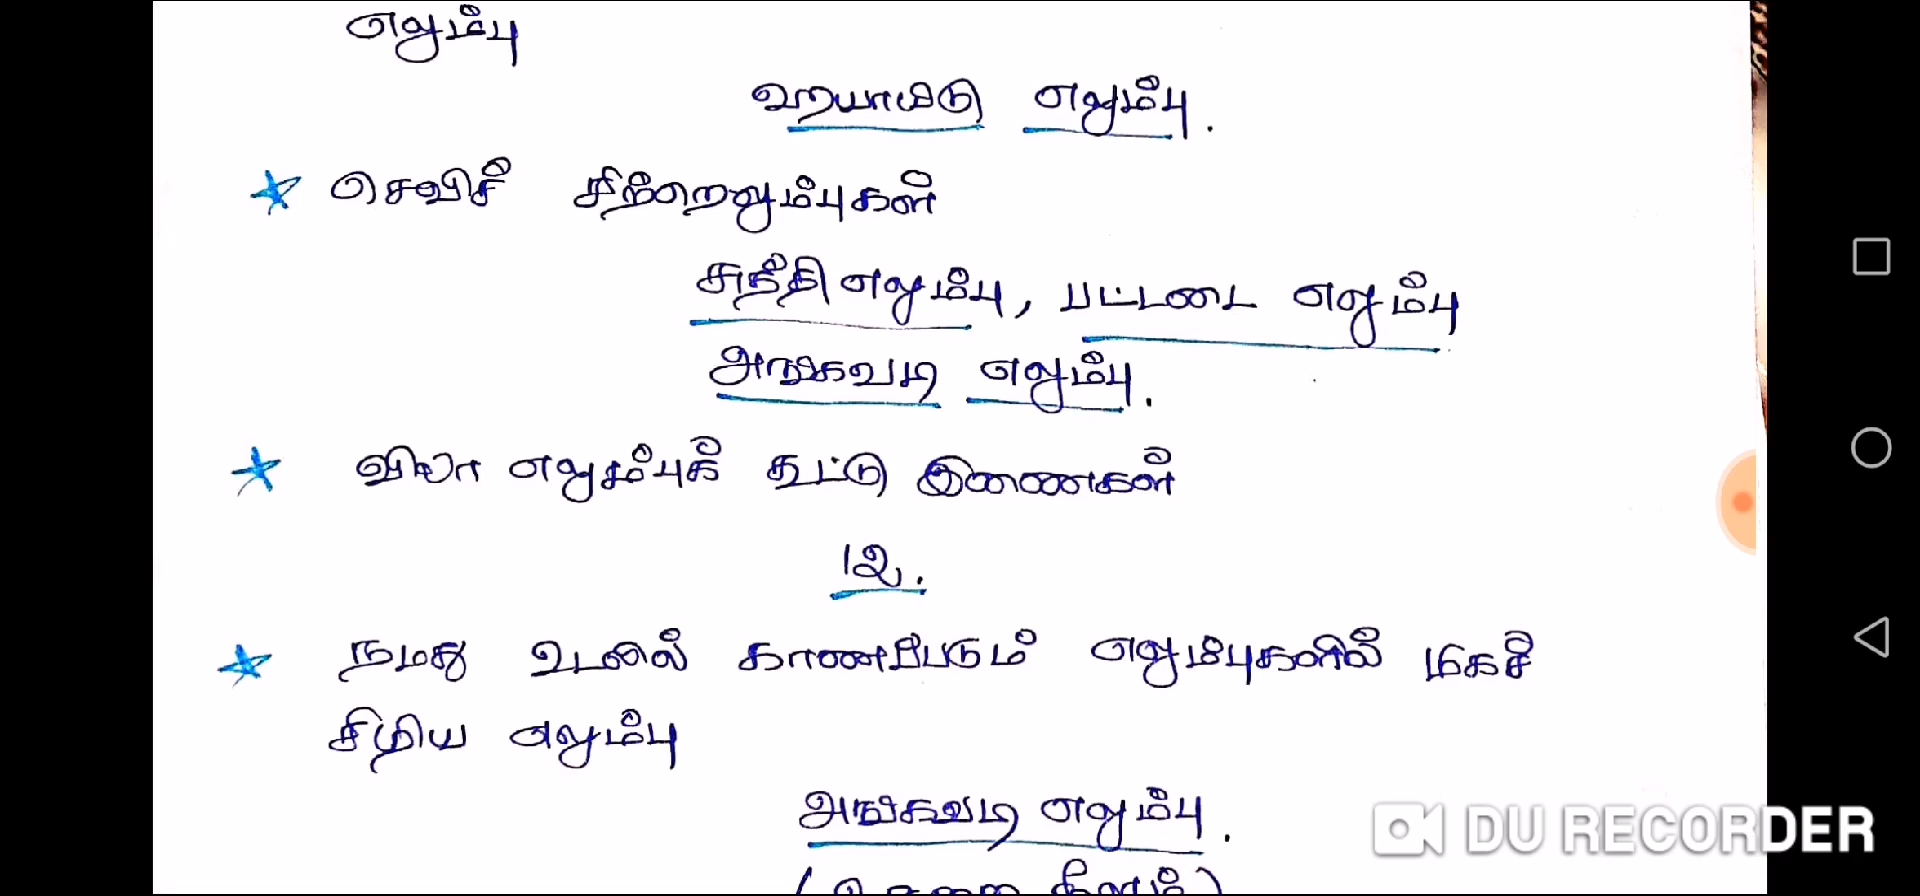 எலும்பு
ஹயாய்டு எலும்பு.
செவிச் சிற்றெலும்புகள்
சுத்தி எலும்பு, பட்டடை எலும்பு
அங்கவடி எலும்பு.
விலா எலும்புக் கூட்டு இணைகள்
12.
நமது உடலில் காணப்படும் எலும்புகளில் மிகச்
சிறிய எலும்பு
அங்கவடி எலும்பு.
DU RECORDER